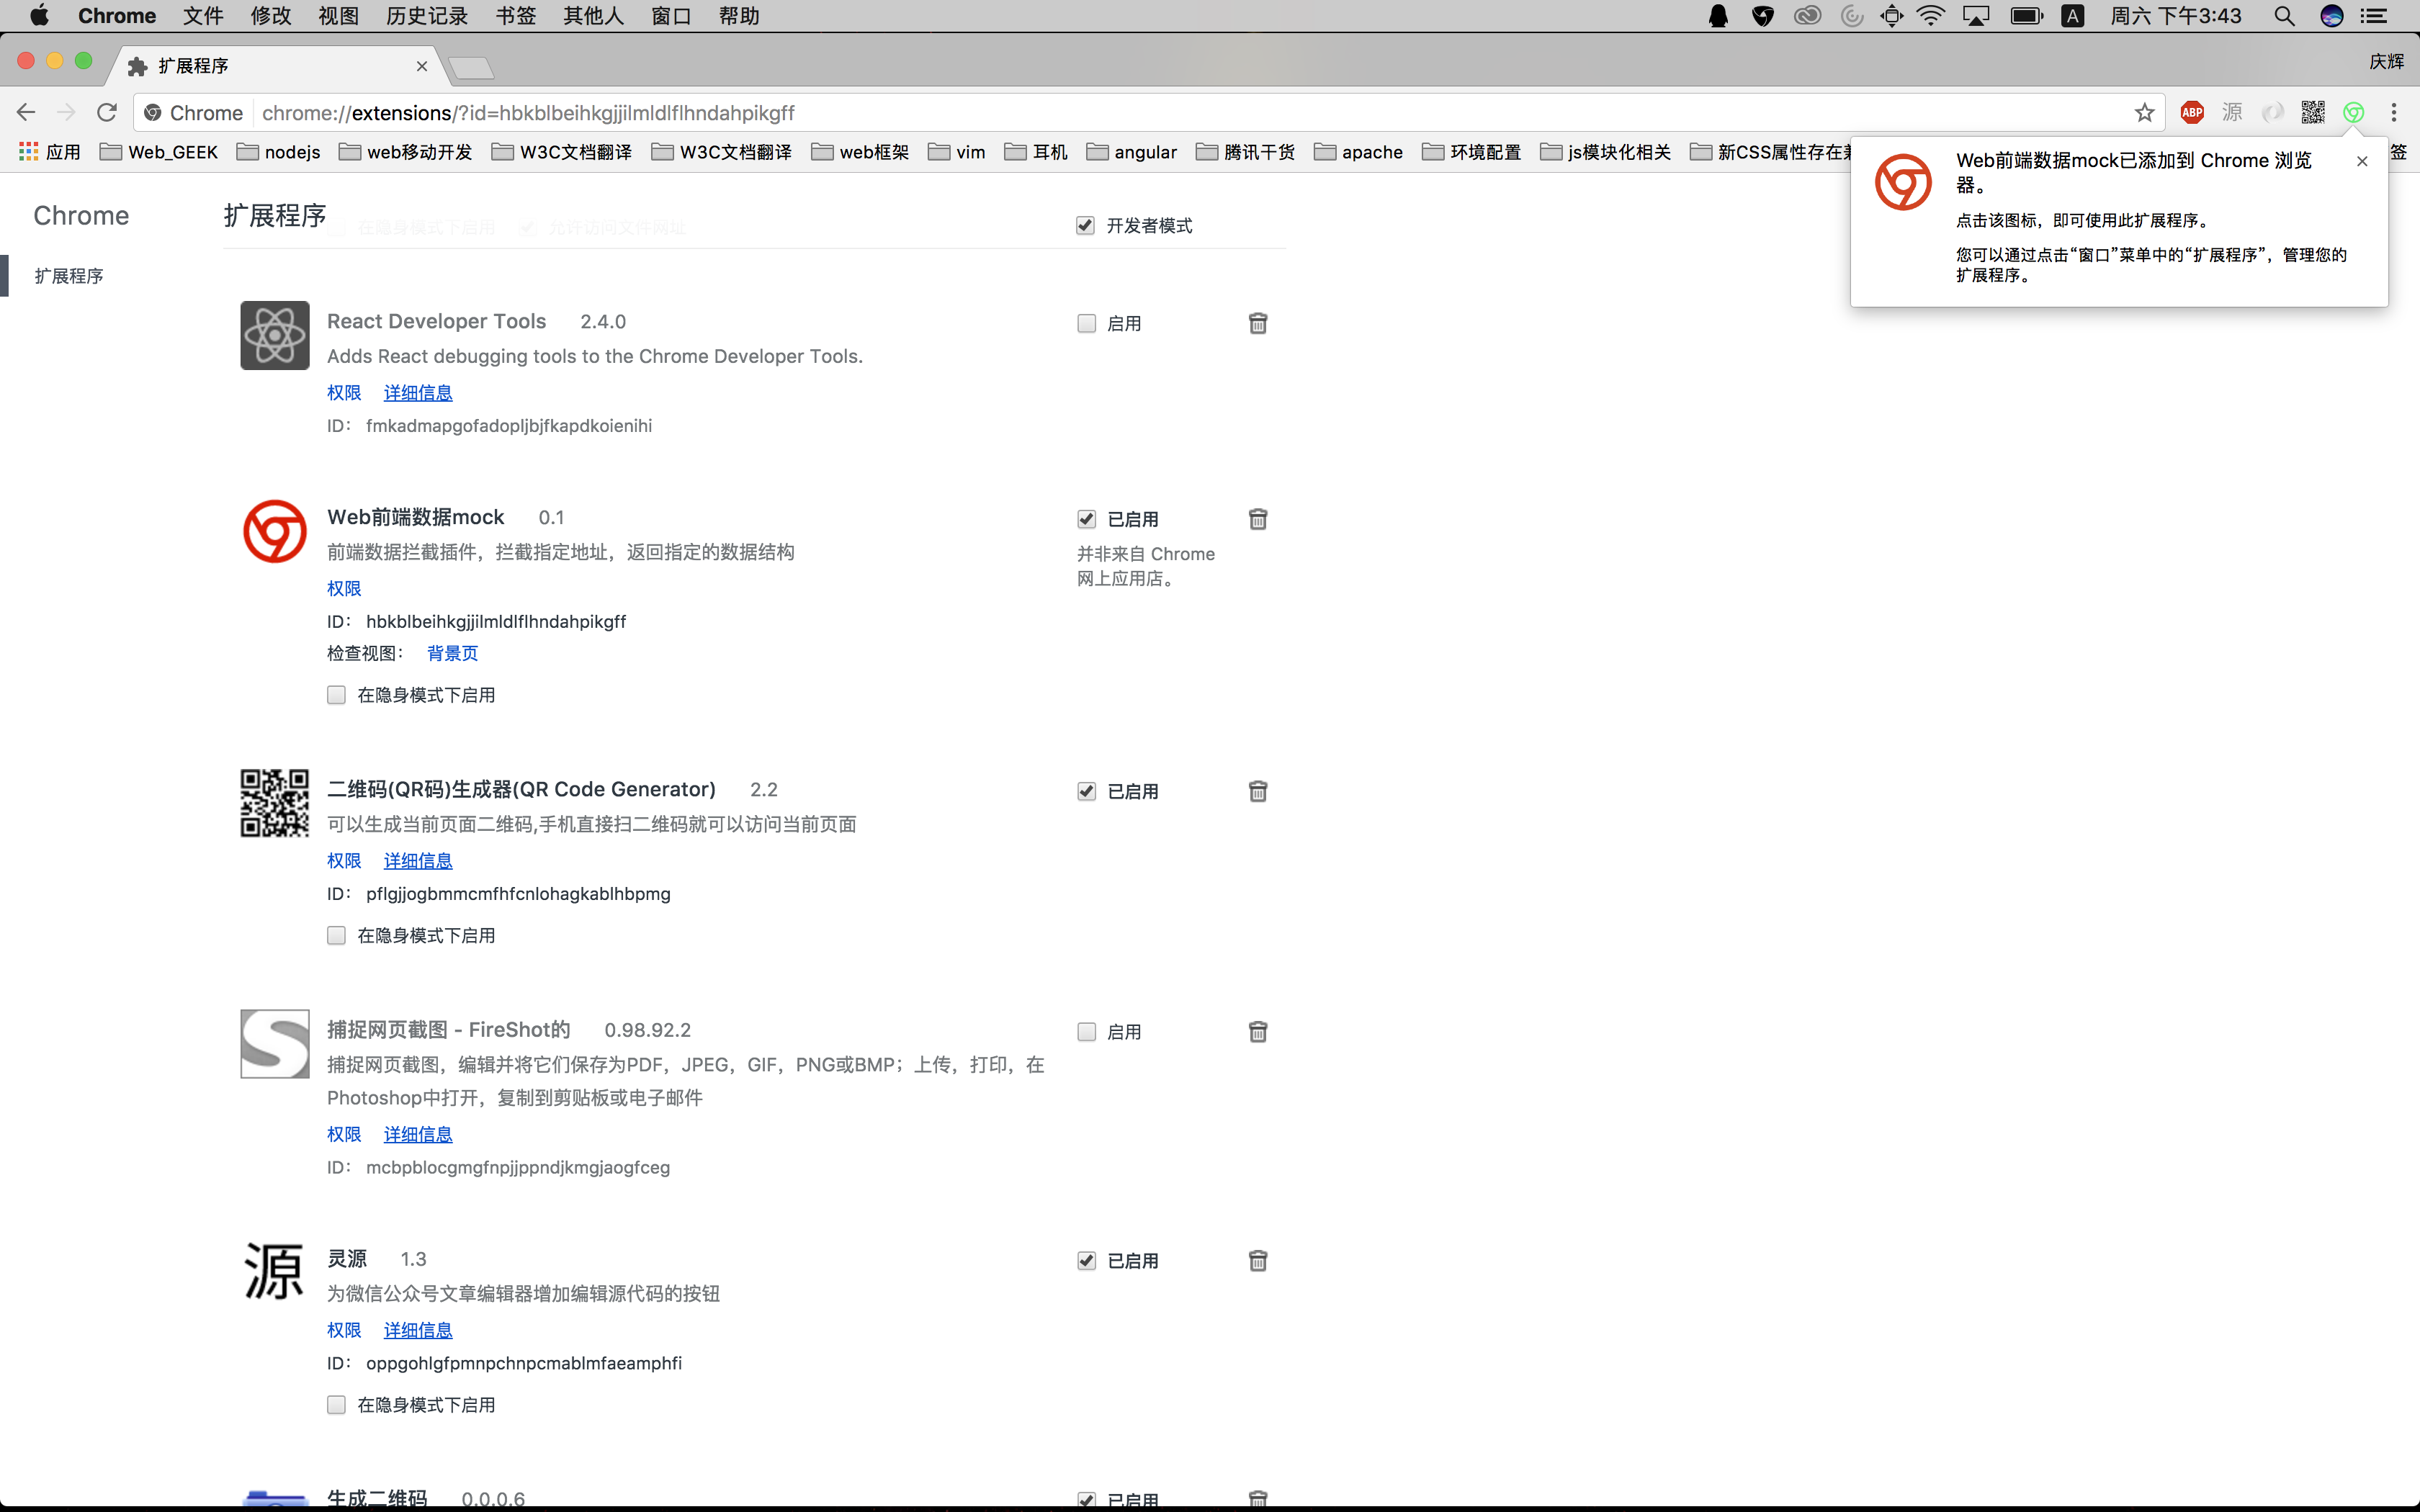 Chrome 文件 修改 视图 历史记录 书签 其他人 窗口 帮助 A 周六 下午3:43
扩展程序 庆辉
Chrome chrome://extensions/?id=hbkblbeihkgjjilmldlflhndahpikgff ABP 源
应用 Web_GEEK nodejs web移动开发 W3C文档翻译 W3C文档翻译 web框架 vim 耳机 angular 腾讯干货 apache 环境配置 js模块化相关 新CSS属性存在兼 签
Web前端数据mock已添加到 Chrome 浏览
器。
点击该图标，即可使用此扩展程序。
您可以通过点击“窗口”菜单中的“扩展程序”，管理您的
扩展程序。
Chrome
扩展程序
扩展程序
在隐身模式下启用 允许访问文件网址
开发者模式
React Developer Tools 2.4.0
启用
Adds React debugging tools to the Chrome Developer Tools.
权限 详细信息
ID： fmkadmapgofadopljbjfkapdkoienihi
Web前端数据mock 0.1
已启用
前端数据拦截插件，拦截指定地址，返回指定的数据结构
并非来自 Chrome
网上应用店。
权限
ID： hbkblbeihkgjjilmldlflhndahpikgff
检查视图： 背景页
在隐身模式下启用
二维码(QR码)生成器(QR Code Generator) 2.2
已启用
可以生成当前页面二维码,手机直接扫二维码就可以访问当前页面
权限 详细信息
ID： pflgjjogbmmcmfhfcnlohagkablhbpmg
在隐身模式下启用
捕捉网页截图 - FireShot的 0.98.92.2
启用
捕捉网页截图，编辑并将它们保存为PDF，JPEG，GIF，PNG或BMP；上传，打印，在
Photoshop中打开，复制到剪贴板或电子邮件
权限 详细信息
ID： mcbpblocgmgfnpjjppndjkmgjaogfceg
源
灵源 1.3
已启用
为微信公众号文章编辑器增加编辑源代码的按钮
权限 详细信息
ID： oppgohlgfpmnpchnpcmablmfaeamphfi
在隐身模式下启用
生成二维码 0.0.0.6
已启用